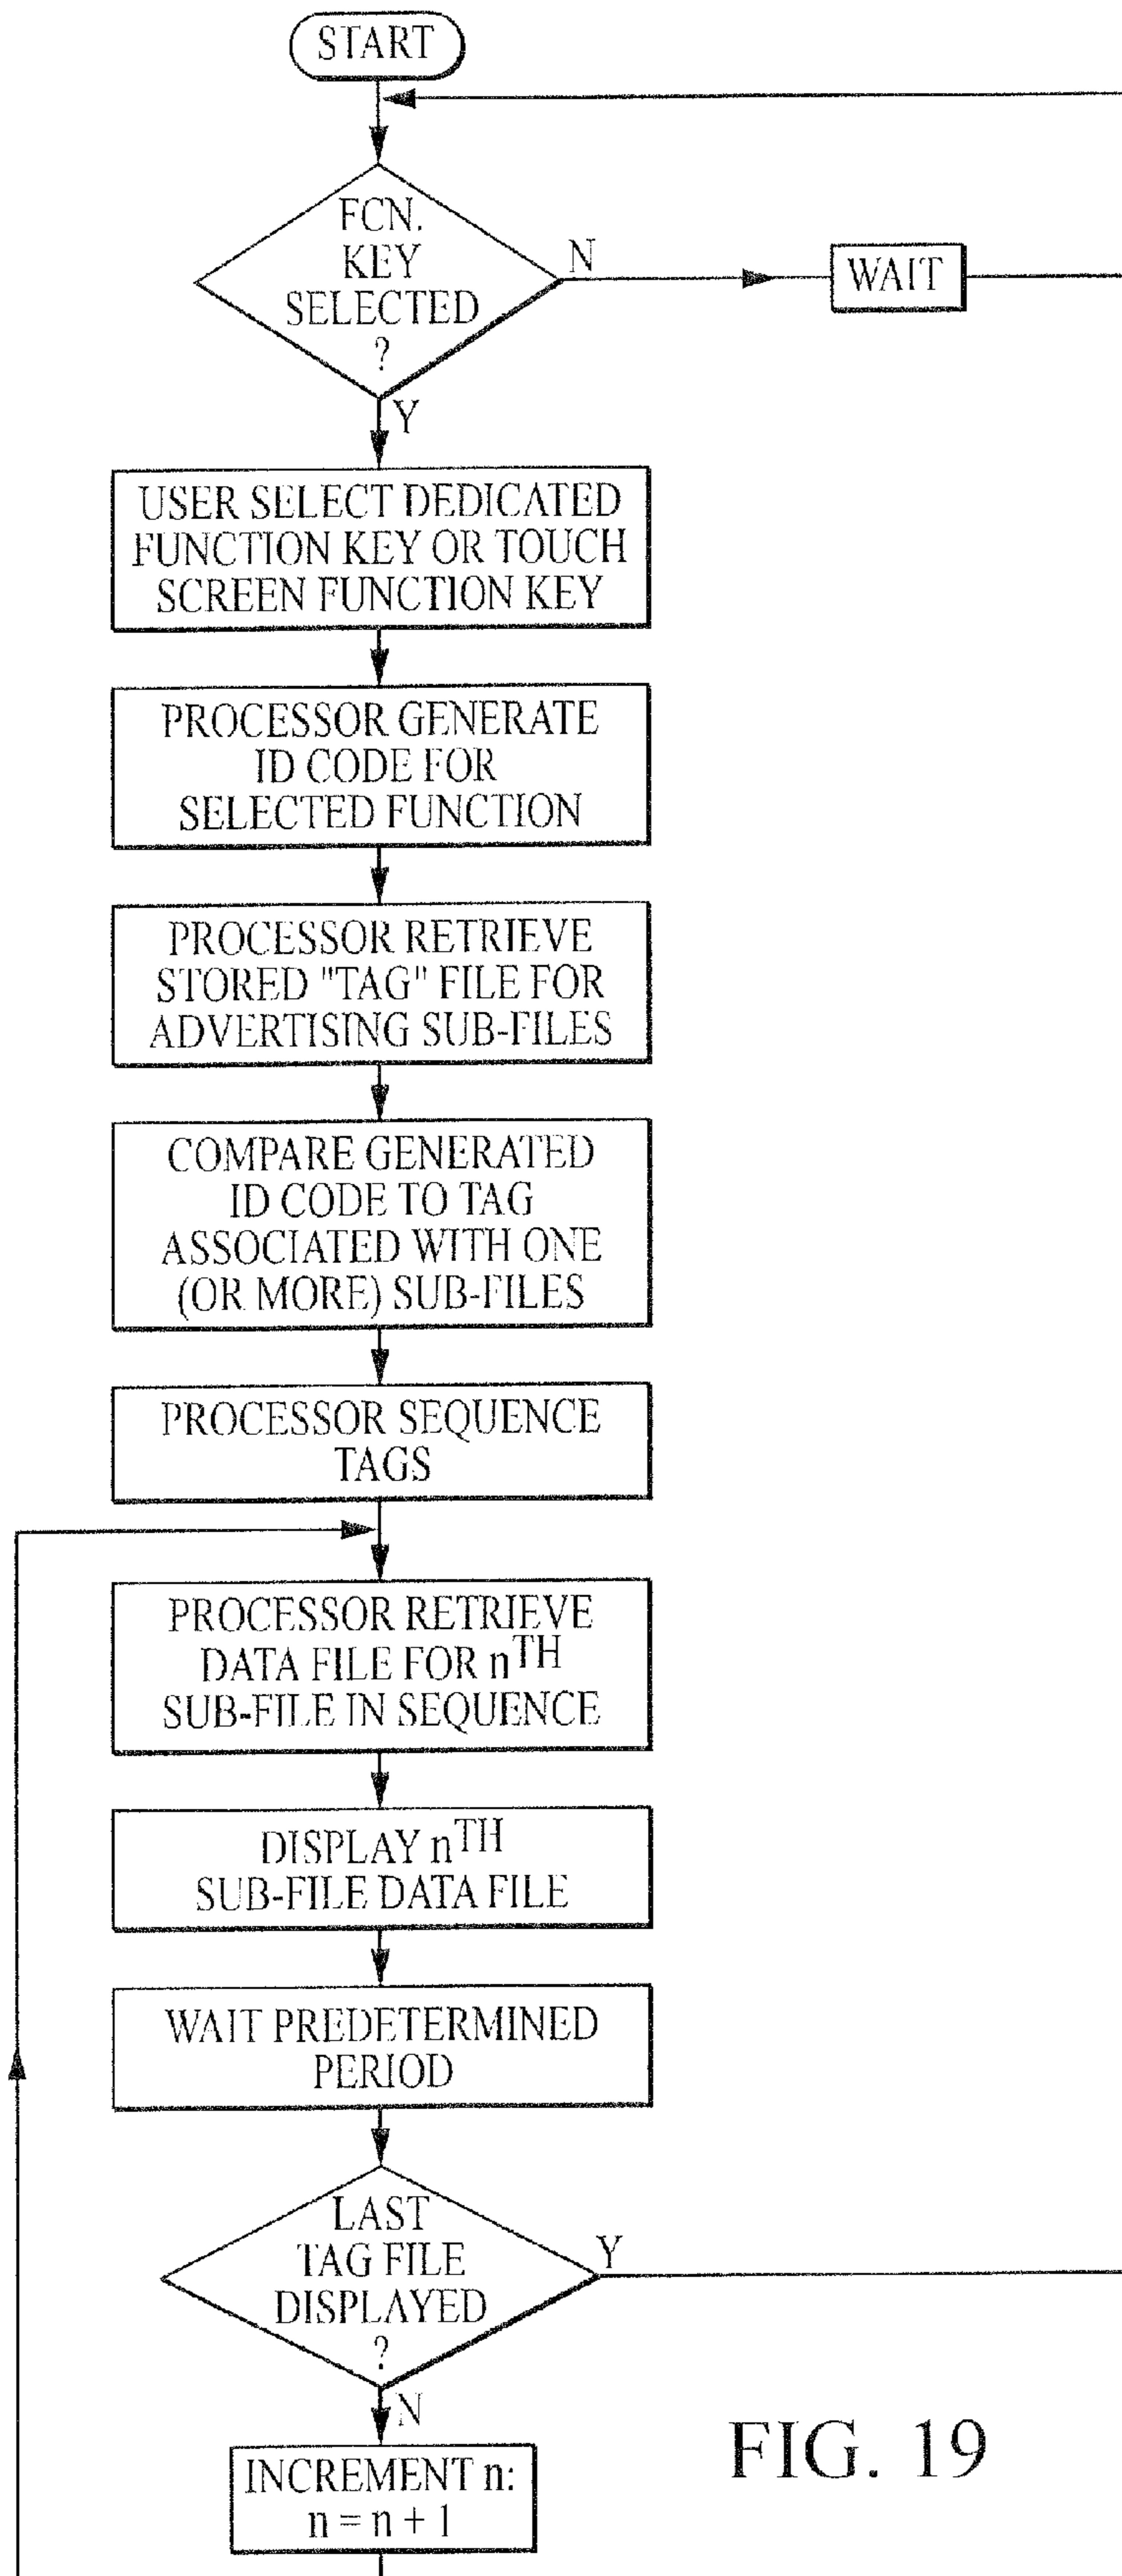 START
FCN.
KEY
SELECTED
?
N
WAIT
Y
USER SELECT DEDICATED
FUNCTION KEY OR TOUCH
SCREEN FUNCTION KEY
PROCESSOR GENERATE
ID CODE FOR
SELECTED FUNCTION
PROCESSOR RETRIEVE
STORED "TAG" FILE FOR
ADVERTISING SUB-FILES
COMPARE GENERATED
ID CODE TO TAG
ASSOCIATED WITH ONE
(OR MORE) SUB-FILES
PROCESSOR SEQUENCE
TAGS
PROCESSOR RETRIEVE
DATA FILE FOR nTH
SUB-FILE IN SEQUENCE
DISPLAY nTH
SUB-FILE DATA FILE
WAIT PREDETERMINED
PERIOD
LAST
TAG FILE
DISPLAYED
?
Y
N
INCREMENT n:
n = n + 1
FIG. 19